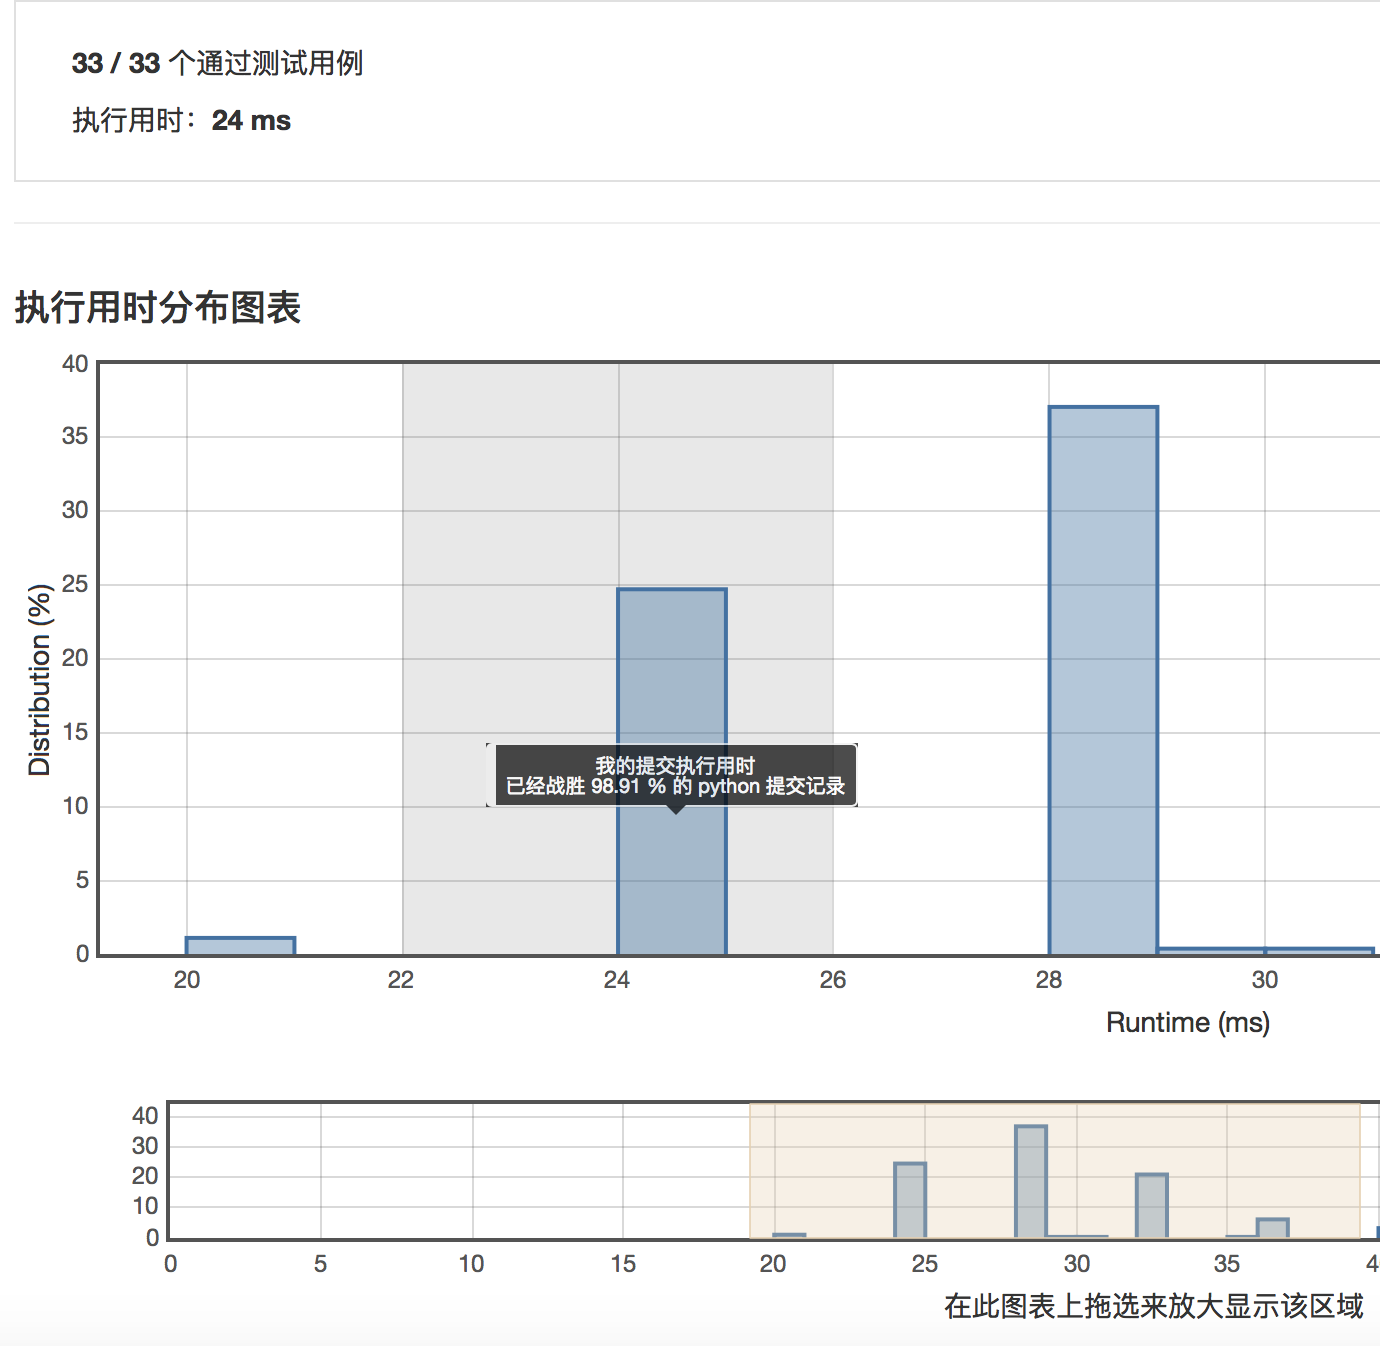 33 / 33 个通过测试用例
执行用时：24 ms
执行用时分布图表
40
35
30
25
20
15
10
5
0
Distribution (%)
我的提交执行用时
已经战胜 98.91 % 的 python 提交记录
20 22 24 26 28 30
Runtime (ms)
40
30
20
10
0
0 5 10 15 20 25 30 35 4
在此图表上拖选来放大显示该区域